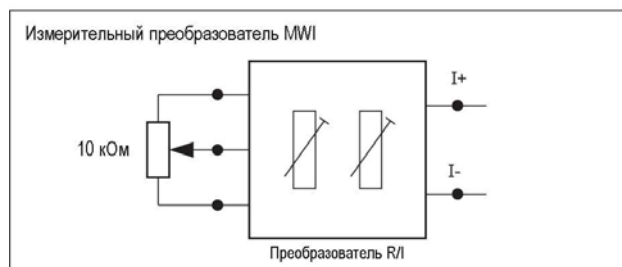 Измерительный преобразователь MWI
I+
10 кОм
I-
Преобразователь R/I